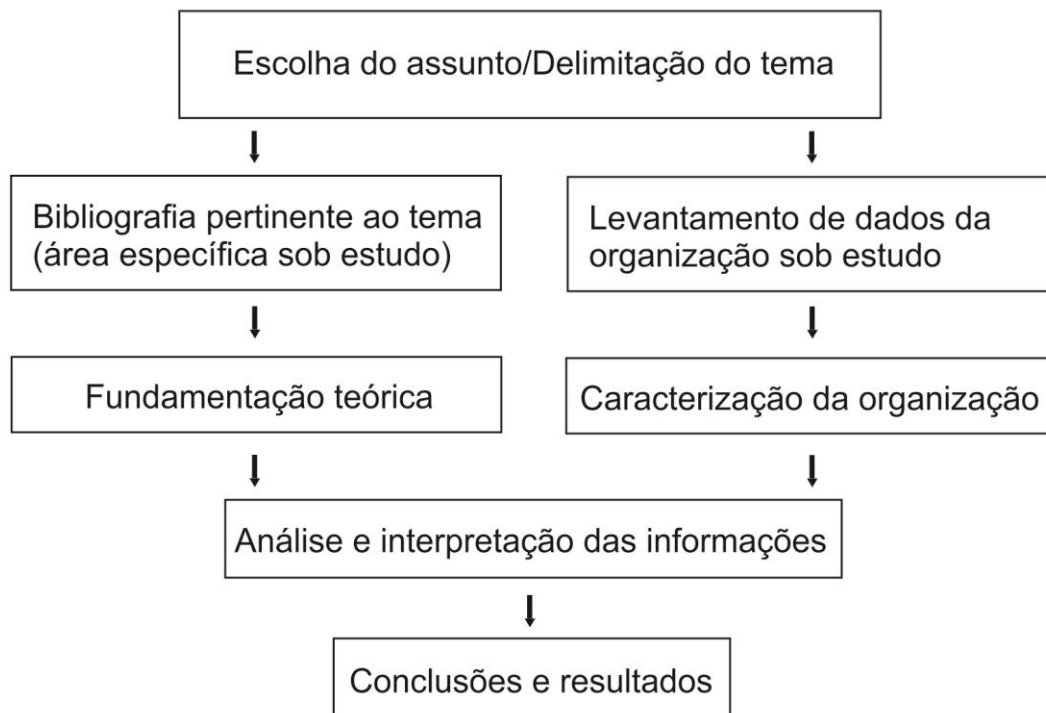 Escolha do assunto/Delimitação do tema
Bibliografia pertinente ao tema
(área específica sob estudo)
Levantamento de dados da
organização sob estudo
Fundamentação teórica
Caracterização da organização
Análise e interpretação das informações
Conclusões e resultados